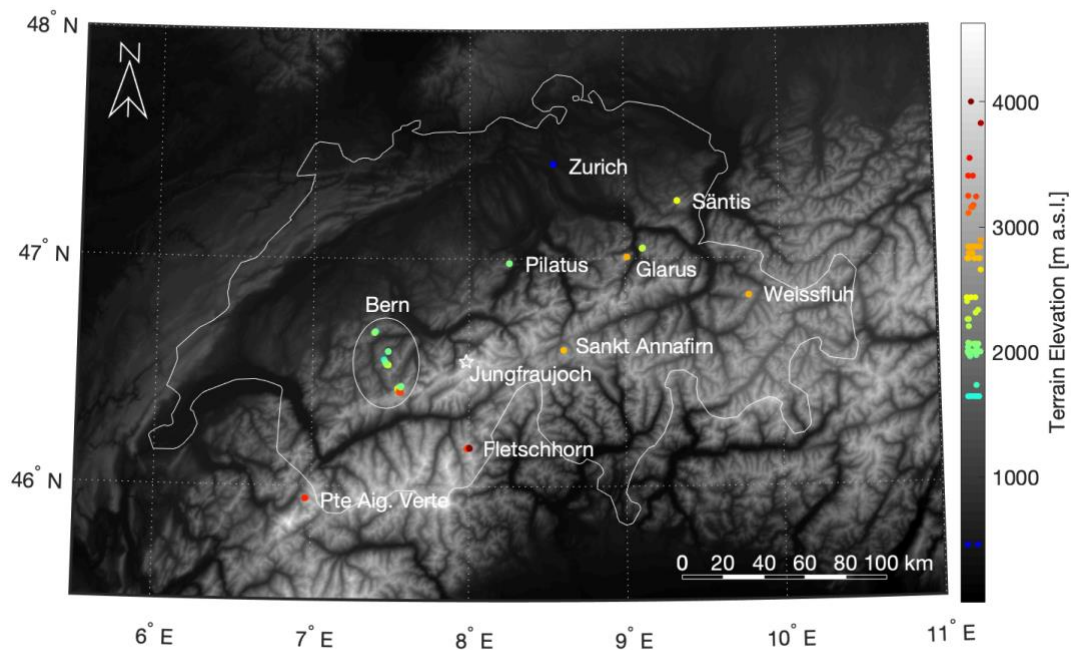 48° N
N
4000
Zurich
Säntis
3000
47° N
Pilatus
Glarus
Weissfluh
Bern
Sankt Annafirn
2000
Jungfraujoch
Fletschhorn
46° N
Pte Aig. Verte
1000
0 20 40 60 80 100 km
6° E 7° E 8° E 9° E 10° E 11° E
Terrain Elevation [m a.s.l.]